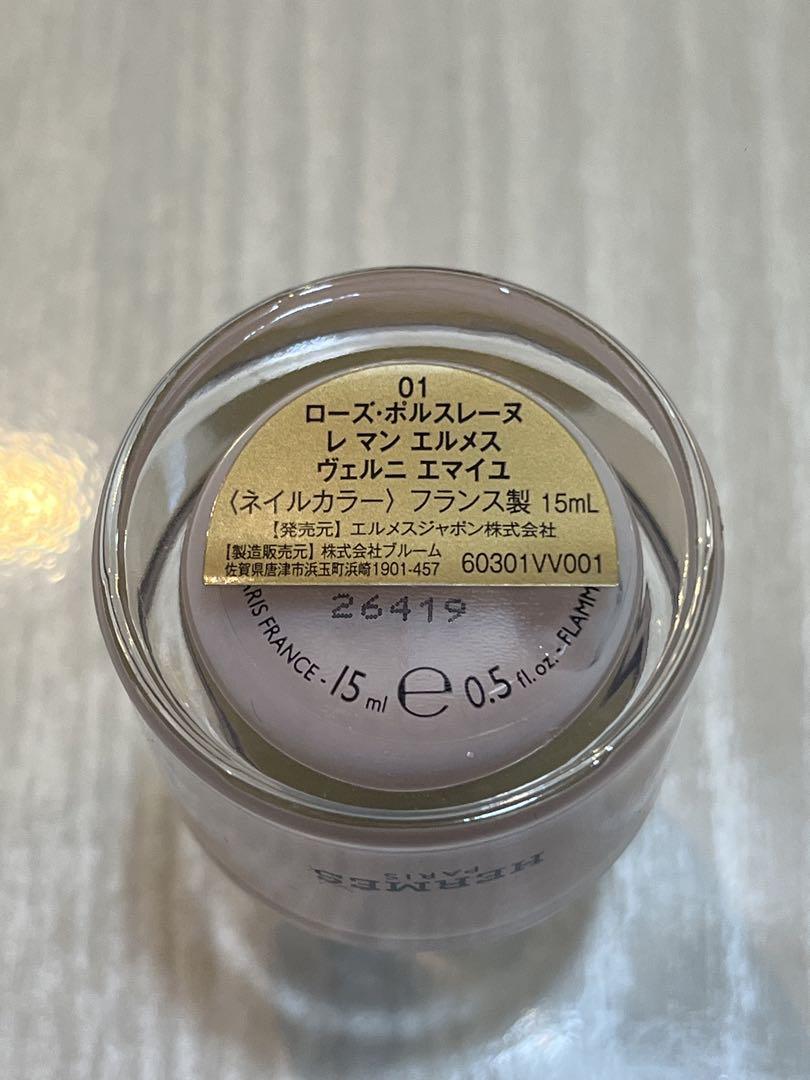 01
ローズ・ポルスレーヌ
レ マン エルメス
ヴェルニ エマイユ
〈ネイルカラー〉 フランス製 15mL
【発売元】エルメスジャポン株式会社
【製造販売元】株式会社ブルーム
佐賀県唐津市浜玉町浜崎1901-457 60301VV001
26419
FRANCE - 15 ml ℮ 0.5 fl. oz. -
HERMÈS
PARIS